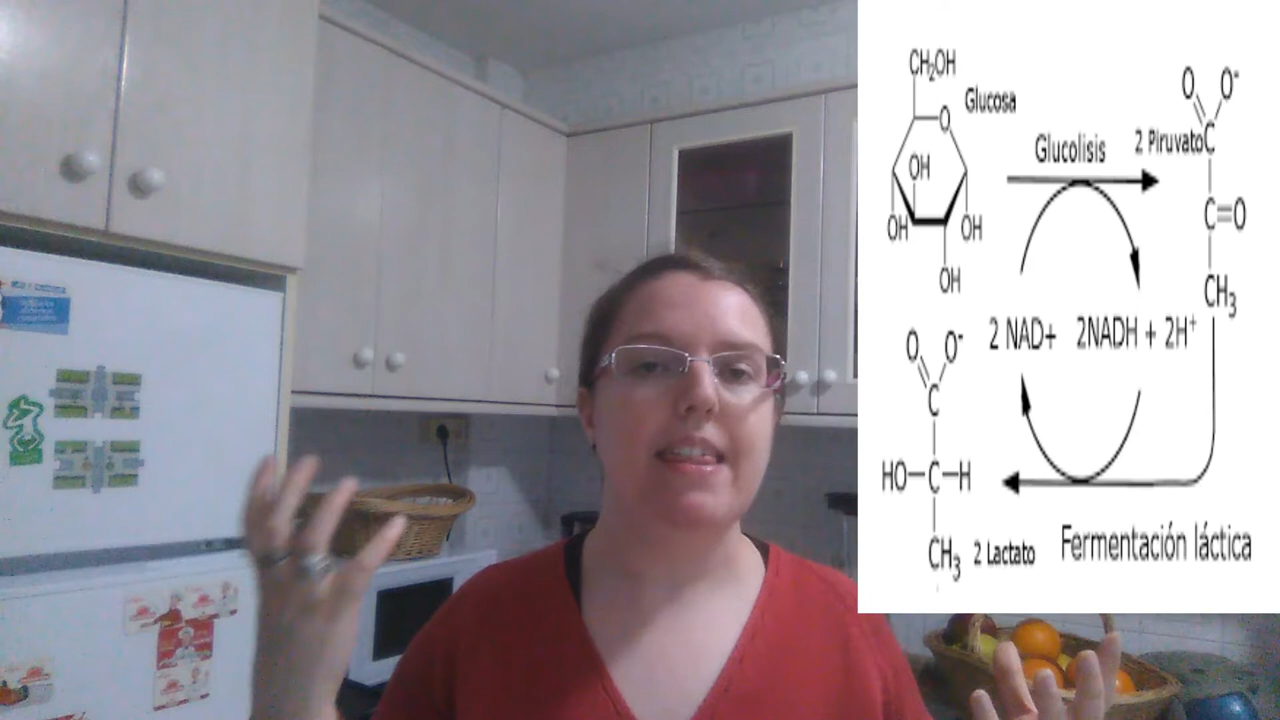 CH₂OH
O
Glucosa
OH
OH
OH
OH
Glucolisis
2 Piruvato
O O⁻
C
C=O
CH₃
2 NAD+ 2NADH + 2H⁺
O O⁻
C
HO–C–H
CH₃
2 Lactato
Fermentación láctica